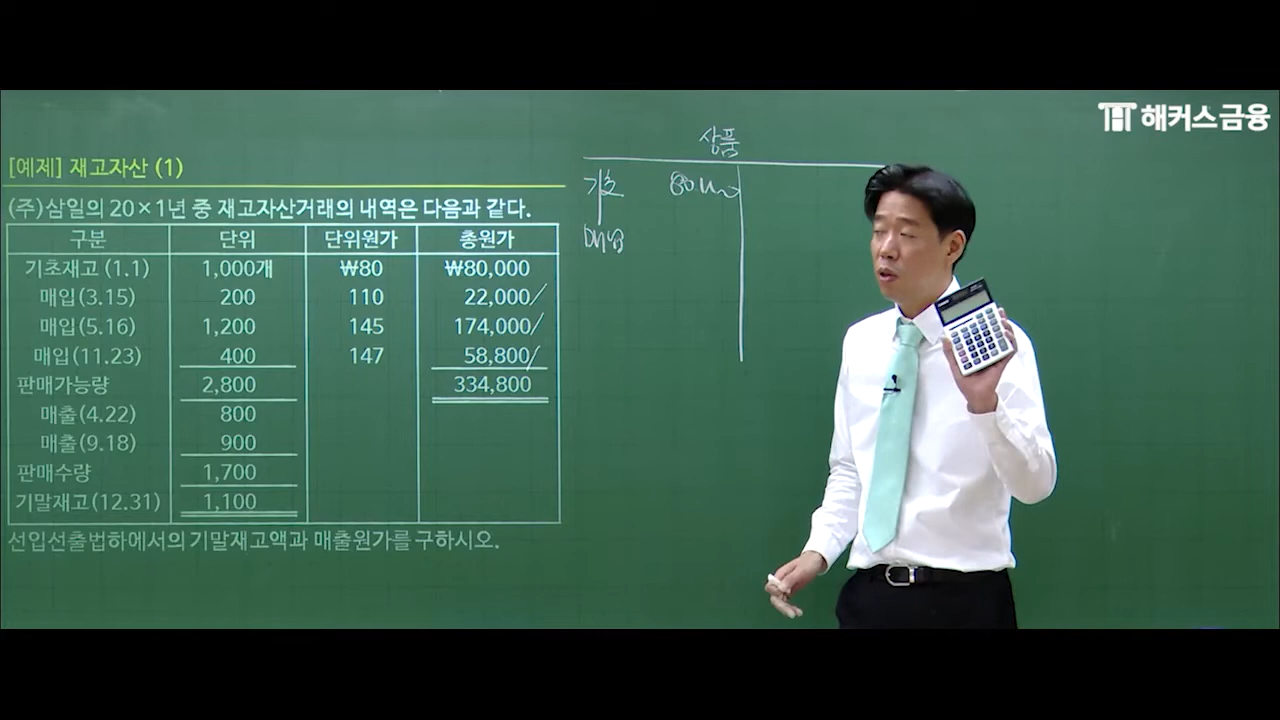 해커스금융
상품
[예제] 재고자산 (1)
기초 80,000
(주)삼일의 20×1년 중 재고자산거래의 내역은 다음과 같다.
매입
구분 단위 단위원가 총원가
기초재고 (1.1) 1,000개 ₩80 ₩80,000
매입(3.15) 200 110 22,000
매입(5.16) 1,200 145 174,000
매입(11.23) 400 147 58,800
판매가능량 2,800 334,800
매출(4.22) 800
매출(9.18) 900
판매수량 1,700
기말재고(12.31) 1,100
선입선출법하에서의 기말재고액과 매출원가를 구하시오.